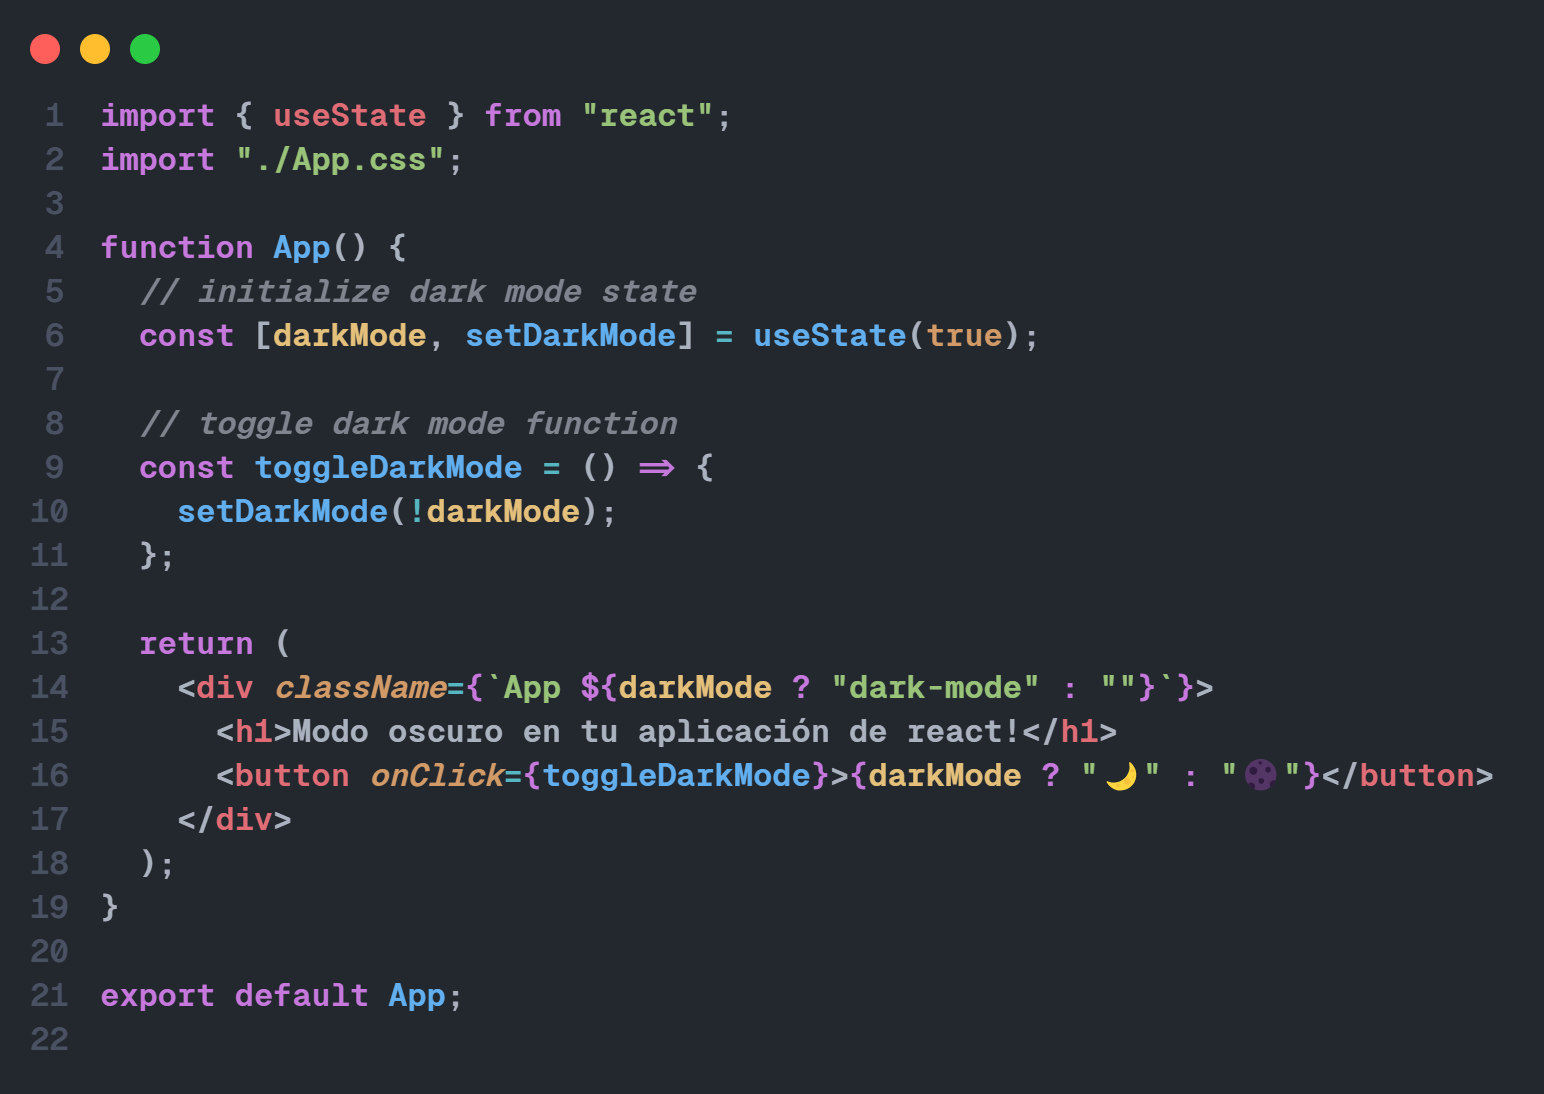 1 import { useState } from "react";
2 import "./App.css";
3
4 function App() {
5   // initialize dark mode state
6   const [darkMode, setDarkMode] = useState(true);
7
8   // toggle dark mode function
9   const toggleDarkMode = () => {
10     setDarkMode(!darkMode);
11   };
12
13   return (
14     <div className={`App ${darkMode ? "dark-mode" : ""}`}>
15       <h1>Modo oscuro en tu aplicación de react!</h1>
16       <button onClick={toggleDarkMode}>{darkMode ? "🌙" : "🌑"}</button>
17     </div>
18   );
19 }
20
21 export default App;
22